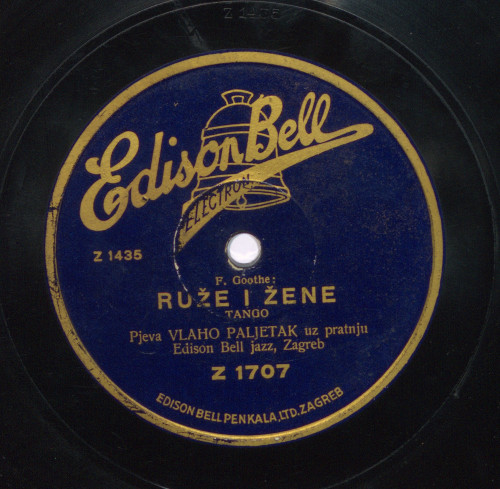 Z 1435
Edison Bell
ELECTRON
Z 1435
F. Goothe:
RUŽE I ŽENE
TANGO
Pjeva VLAHO PALJETAK uz pratnju
Edison Bell jazz, Zagreb
Z 1707
EDISON BELL PENKALA, LTD. ZAGREB